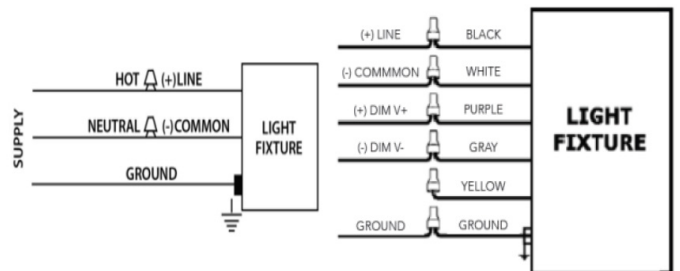 SUPPLY
HOT (+)LINE
NEUTRAL (-)COMMON
GROUND
LIGHT
FIXTURE
(+) LINE BLACK
(-) COMMMON WHITE
(+) DIM V+ PURPLE
(-) DIM V- GRAY
YELLOW
GROUND GROUND
LIGHT
FIXTURE